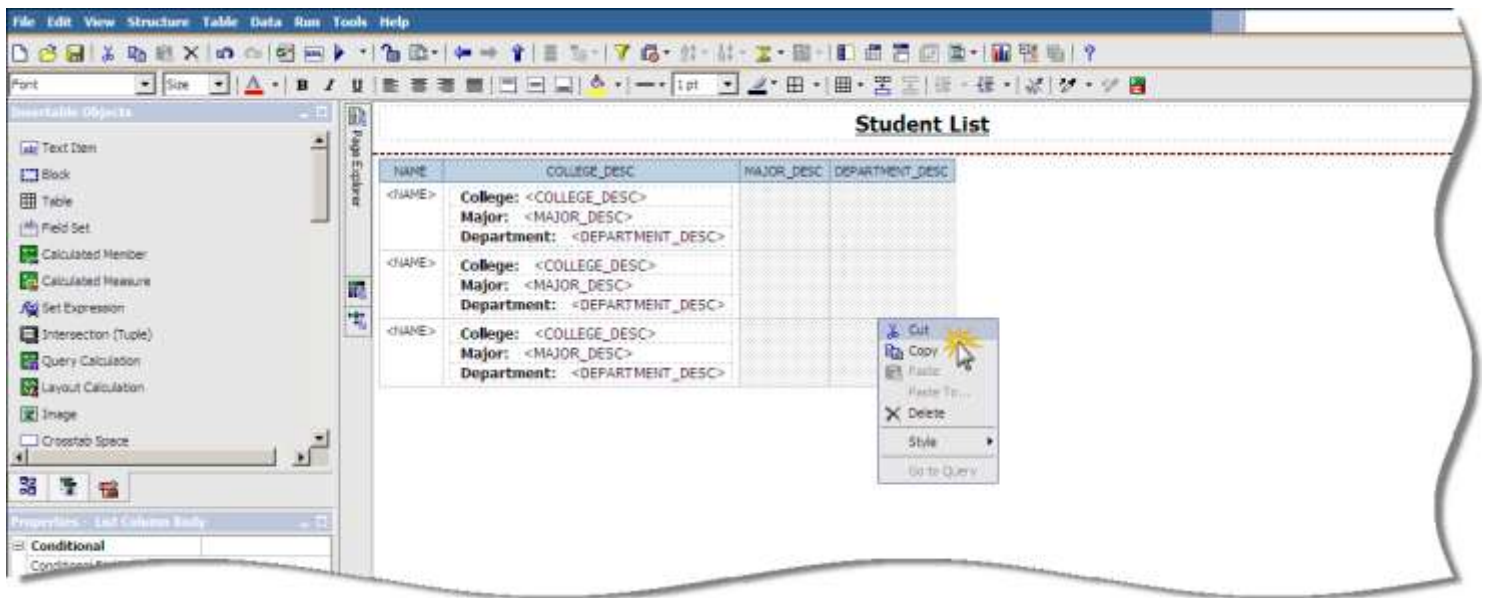 File Edit View Structure Table Data Run Tools Help
Font Size A B I U 1 pt
Insertable Objects
Text Item
Block
Table
Field Set
Calculated Member
Calculated Measure
Set Expression
Intersection (Tuple)
Query Calculation
Layout Calculation
Image
Crosstab Space
Properties - List Column Body
Conditional
Page Explorer
Student List
NAME COLLEGE_DESC MAJOR_DESC DEPARTMENT_DESC
<NAME> College: <COLLEGE_DESC>
Major: <MAJOR_DESC>
Department: <DEPARTMENT_DESC>
<NAME> College: <COLLEGE_DESC>
Major: <MAJOR_DESC>
Department: <DEPARTMENT_DESC>
<NAME> College: <COLLEGE_DESC>
Major: <MAJOR_DESC>
Department: <DEPARTMENT_DESC>
Cut
Copy
Paste
Paste To...
Delete
Style
Go to Query